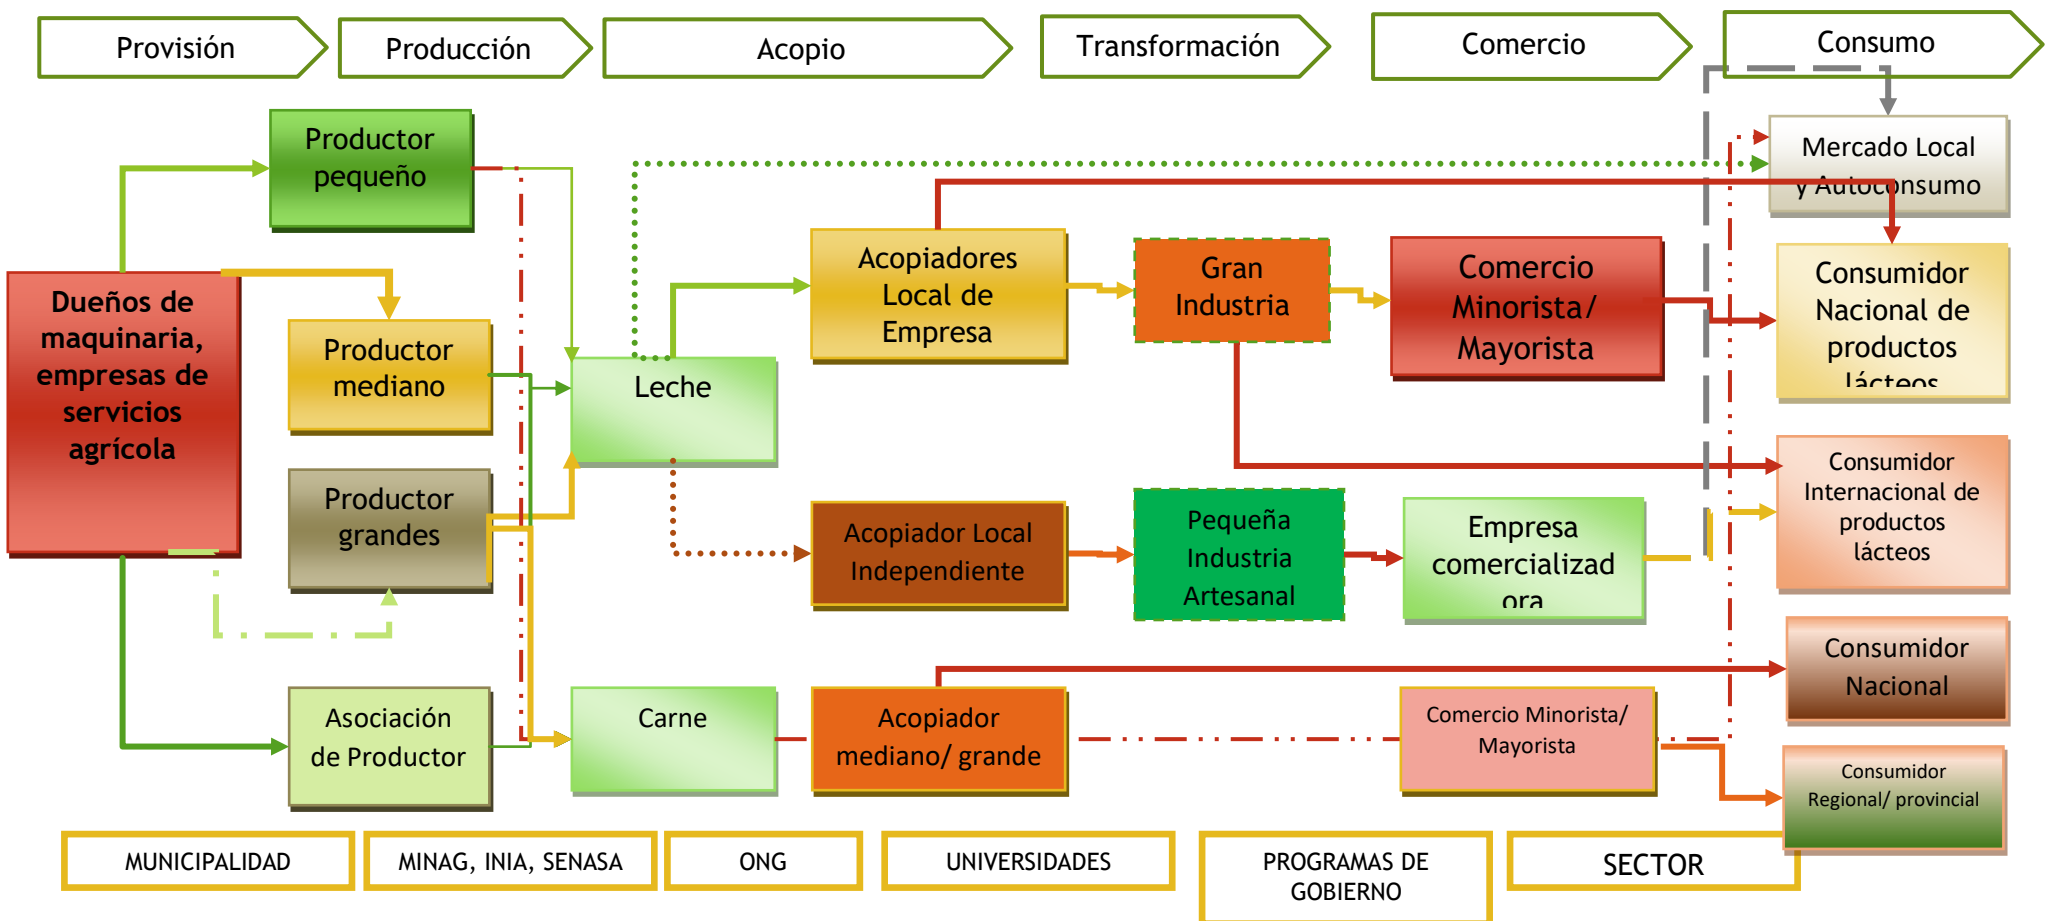 Provisión
Producción
Acopio
Transformación
Comercio
Consumo
Productor
pequeño
Mercado Local
y Autoconsumo
Dueños de
maquinaria,
empresas de
servicios
agrícola
Productor
mediano
Productor
grandes
Asociación
de Productor
Leche
Carne
Acopiadores
Local de
Empresa
Gran
Industria
Comercio
Minorista/
Mayorista
Consumidor
Nacional de
productos
lácteos
Acopiador Local
Independiente
Pequeña
Industria
Artesanal
Empresa
comercializad
ora
Consumidor
Internacional de
productos
lácteos
Acopiador
mediano/ grande
Comercio Minorista/
Mayorista
Consumidor
Nacional
Consumidor
Regional/ provincial
MUNICIPALIDAD
MINAG, INIA, SENASA
ONG
UNIVERSIDADES
PROGRAMAS DE
GOBIERNO
SECTOR